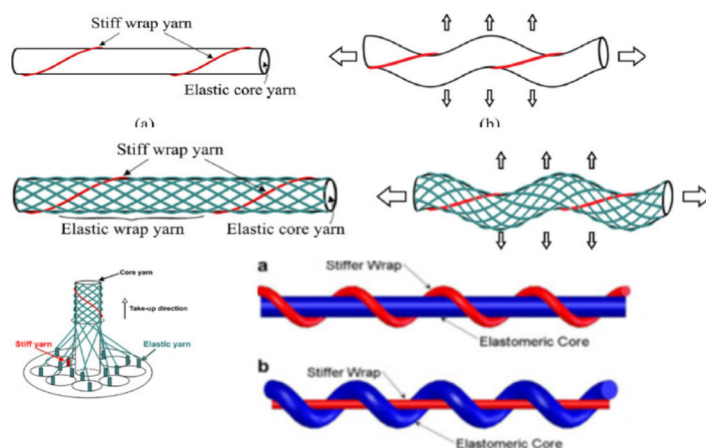 Stiff wrap yarn
Elastic core yarn
(a)
(b)
Stiff wrap yarn
Elastic wrap yarn
Elastic core yarn
Core yarn
Take-up direction
Stiff yarn
Elastic yarn
a
Stiffer Wrap
Elastomeric Core
b
Stiffer Wrap
Elastomeric Core